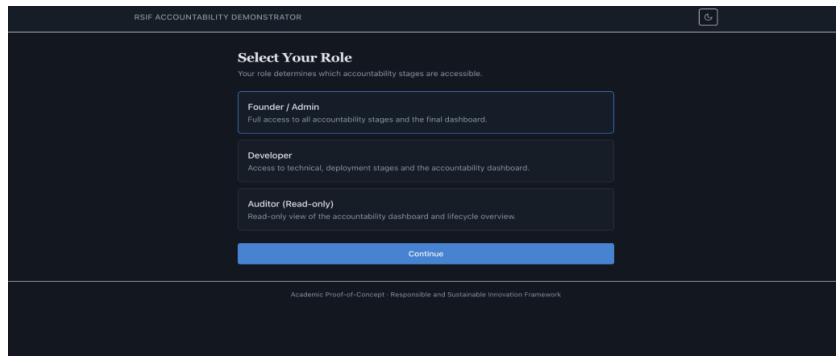 RSIF ACCOUNTABILITY DEMONSTRATOR
Select Your Role
Your role determines which accountability stages are accessible.
Founder / Admin
Full access to all accountability stages and the final dashboard.
Developer
Access to technical, deployment stages and the accountability dashboard.
Auditor (Read-only)
Read-only view of the accountability dashboard and lifecycle overview.
Continue
Academic Proof-of-Concept · Responsible and Sustainable Innovation Framework